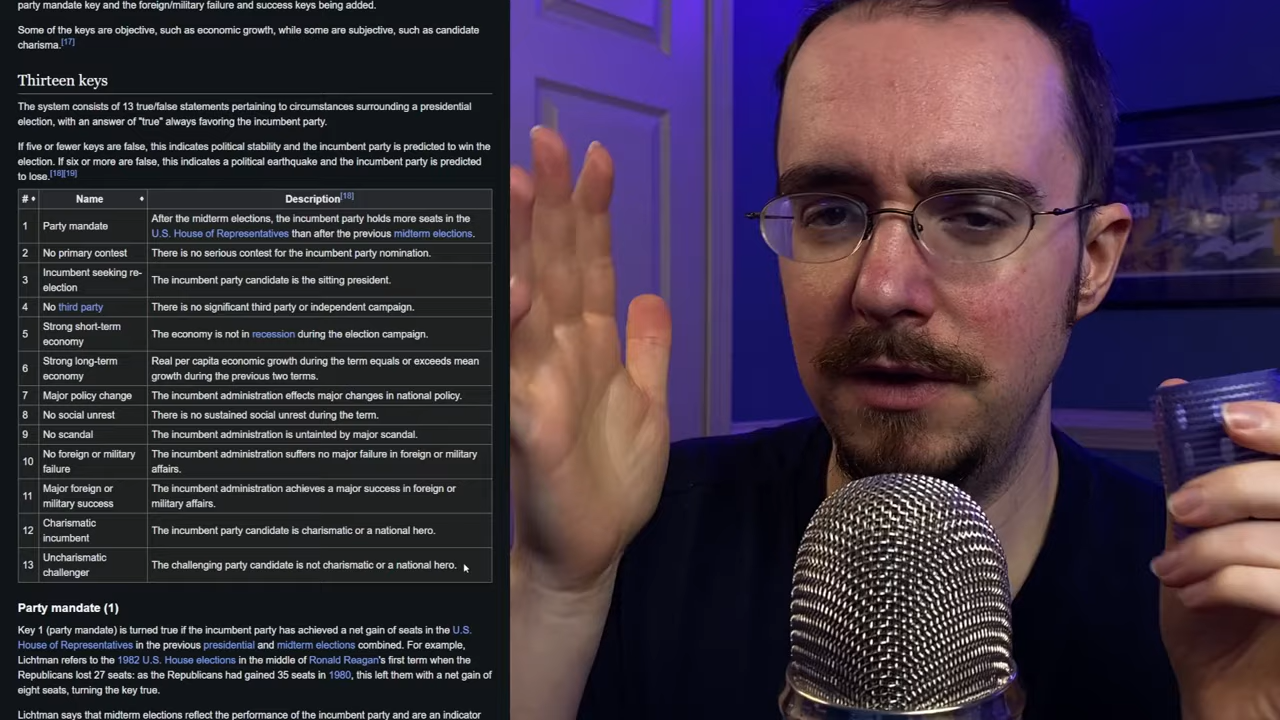 party mandate key and the foreign/military failure and success keys being added.
Some of the keys are objective, such as economic growth, while some are subjective, such as candidate
charisma.[17]
Thirteen keys
The system consists of 13 true/false statements pertaining to circumstances surrounding a presidential
election, with an answer of "true" always favoring the incumbent party.
If five or fewer keys are false, this indicates political stability and the incumbent party is predicted to win the
election. If six or more are false, this indicates a political earthquake and the incumbent party is predicted
to lose.[18][19]
# Name Description[18]
1 Party mandate After the midterm elections, the incumbent party holds more seats in the
U.S. House of Representatives than after the previous midterm elections.
2 No primary contest There is no serious contest for the incumbent party nomination.
3 Incumbent seeking re-
election The incumbent party candidate is the sitting president.
4 No third party There is no significant third party or independent campaign.
5 Strong short-term
economy The economy is not in recession during the election campaign.
6 Strong long-term
economy Real per capita economic growth during the term equals or exceeds mean
growth during the previous two terms.
7 Major policy change The incumbent administration effects major changes in national policy.
8 No social unrest There is no sustained social unrest during the term.
9 No scandal The incumbent administration is untainted by major scandal.
10 No foreign or military
failure The incumbent administration suffers no major failure in foreign or military
affairs.
11 Major foreign or
military success The incumbent administration achieves a major success in foreign or
military affairs.
12 Charismatic
incumbent The incumbent party candidate is charismatic or a national hero.
13 Uncharismatic
challenger The challenging party candidate is not charismatic or a national hero.
Party mandate (1)
Key 1 (party mandate) is turned true if the incumbent party has achieved a net gain of seats in the U.S.
House of Representatives in the previous presidential and midterm elections combined. For example,
Lichtman refers to the 1982 U.S. House elections in the middle of Ronald Reagan's first term when the
Republicans lost 27 seats: as the Republicans had gained 35 seats in 1980, this left them with a net gain of
eight seats, turning the key true.
Lichtman says that midterm elections reflect the performance of the incumbent party and are an indicator
1996